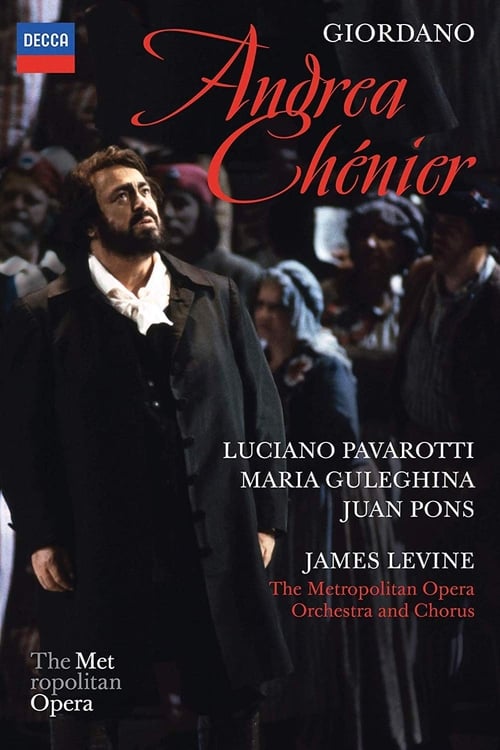 DECCA
GIORDANO
Andrea
Chénier
LUCIANO PAVAROTTI
MARIA GULEGHINA
JUAN PONS
JAMES LEVINE
The Metropolitan Opera
Orchestra and Chorus
The Met
ropolitan
Opera